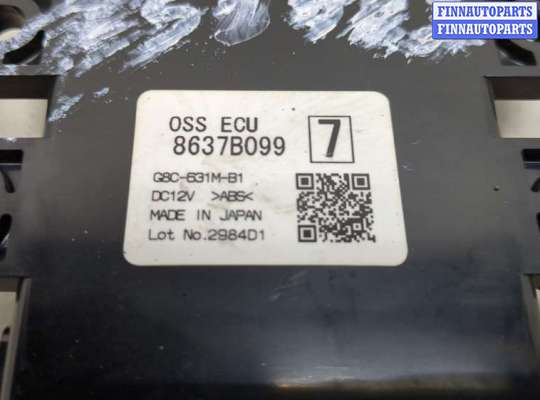 FINNAUTOPARTS
FINNAUTOPARTS
OSS ECU
8637B099
7
G8C-631M-B1
DC12V >ABS<
MADE IN JAPAN
Lot No.2984D1